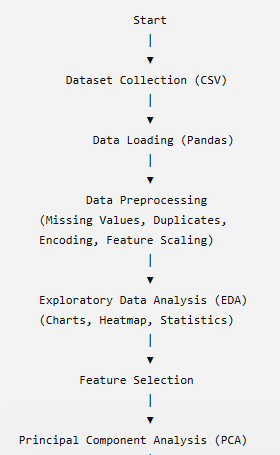 Start
|
▼
Dataset Collection (CSV)
|
▼
Data Loading (Pandas)
|
▼
Data Preprocessing
(Missing Values, Duplicates,
Encoding, Feature Scaling)
|
▼
Exploratory Data Analysis (EDA)
(Charts, Heatmap, Statistics)
|
▼
Feature Selection
|
▼
Principal Component Analysis (PCA)